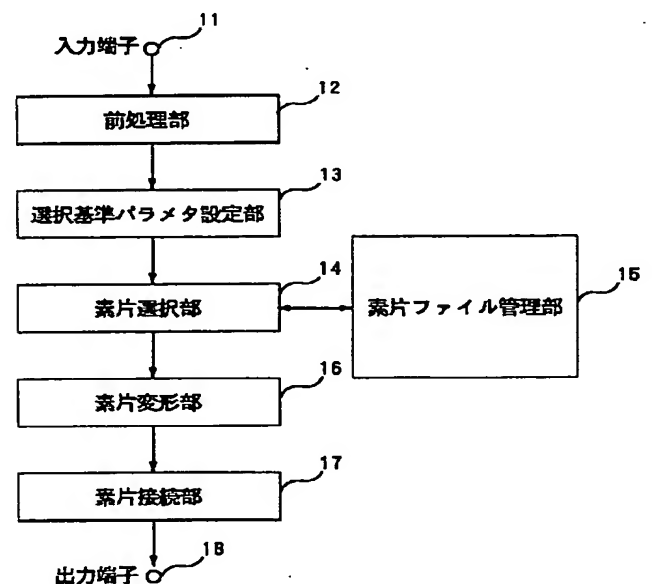 11
入力端子
12
前処理部
13
選択基準パラメタ設定部
14
素片選択部
15
素片ファイル管理部
16
素片変形部
17
素片接続部
18
出力端子